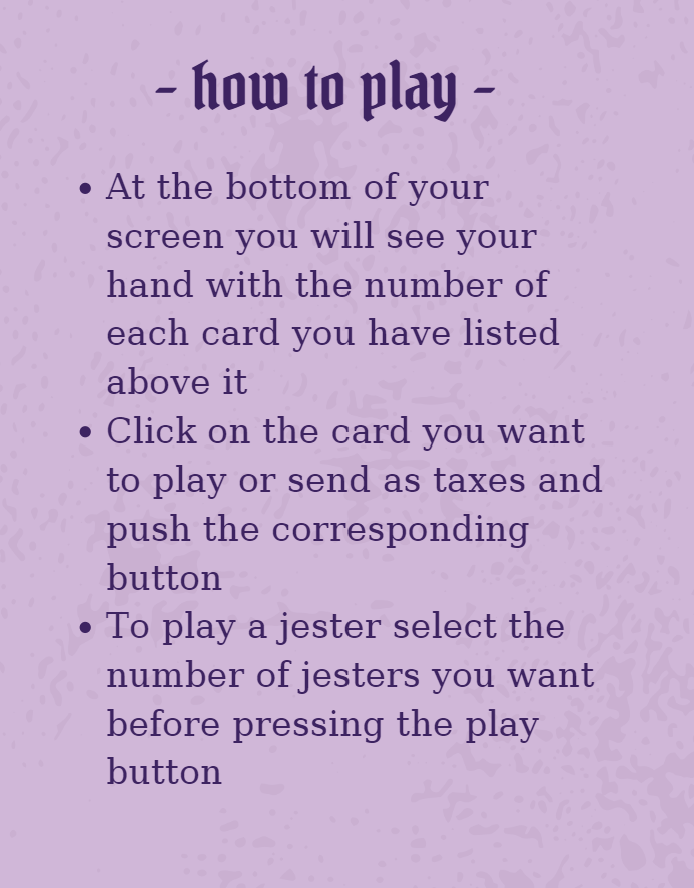 - how to play -
• At the bottom of your
screen you will see your
hand with the number of
each card you have listed
above it
• Click on the card you want
to play or send as taxes and
push the corresponding
button
• To play a jester select the
number of jesters you want
before pressing the play
button